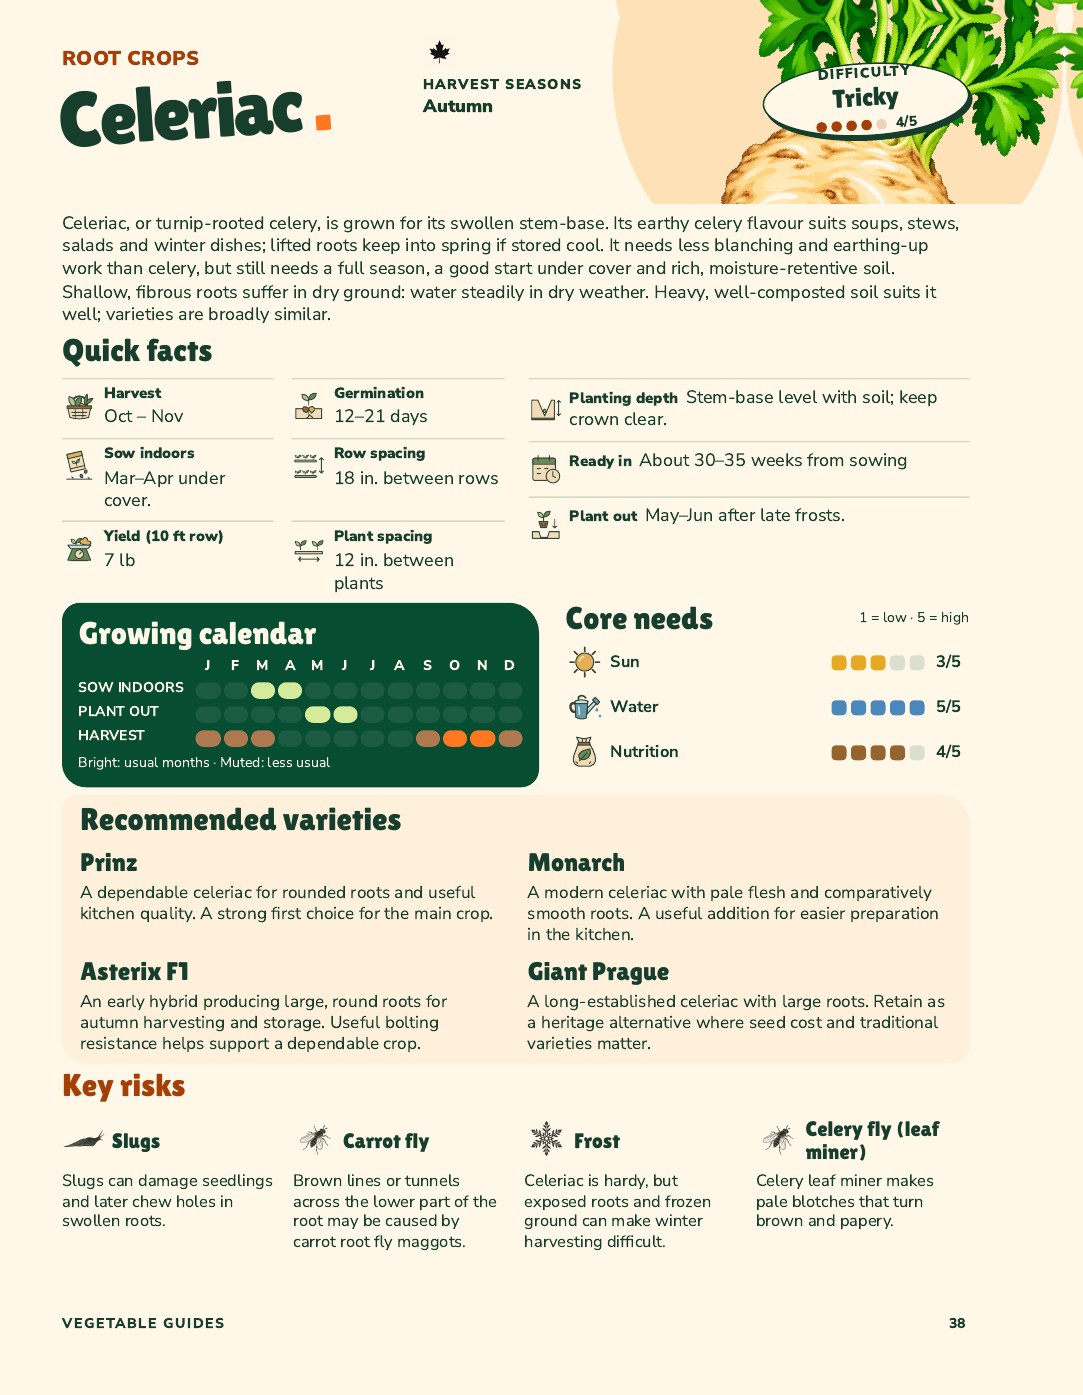 ROOT CROPS
Celeriac.
HARVEST SEASONS
Autumn
DIFFICULTY
Tricky
4/5
Celeriac, or turnip-rooted celery, is grown for its swollen stem-base. Its earthy celery flavour suits soups, stews,
salads and winter dishes; lifted roots keep into spring if stored cool. It needs less blanching and earthing-up
work than celery, but still needs a full season, a good start under cover and rich, moisture-retentive soil.
Shallow, fibrous roots suffer in dry ground: water steadily in dry weather. Heavy, well-composted soil suits it
well; varieties are broadly similar.
Quick facts
Harvest
Oct – Nov
Sow indoors
Mar–Apr under
cover.
Yield (10 ft row)
7 lb
Germination
12–21 days
Row spacing
18 in. between rows
Plant spacing
12 in. between
plants
Planting depth Stem-base level with soil; keep
crown clear.
Ready in About 30–35 weeks from sowing
Plant out May–Jun after late frosts.
Growing calendar
J F M A M J J A S O N D
SOW INDOORS
PLANT OUT
HARVEST
Bright: usual months · Muted: less usual
Core needs
1 = low · 5 = high
Sun 3/5
Water 5/5
Nutrition 4/5
Recommended varieties
Prinz
A dependable celeriac for rounded roots and useful
kitchen quality. A strong first choice for the main crop.
Monarch
A modern celeriac with pale flesh and comparatively
smooth roots. A useful addition for easier preparation
in the kitchen.
Asterix F1
An early hybrid producing large, round roots for
autumn harvesting and storage. Useful bolting
resistance helps support a dependable crop.
Giant Prague
A long-established celeriac with large roots. Retain as
a heritage alternative where seed cost and traditional
varieties matter.
Key risks
Slugs
Slugs can damage seedlings
and later chew holes in
swollen roots.
Carrot fly
Brown lines or tunnels
across the lower part of the
root may be caused by
carrot root fly maggots.
Frost
Celeriac is hardy, but
exposed roots and frozen
ground can make winter
harvesting difficult.
Celery fly (leaf
miner)
Celery leaf miner makes
pale blotches that turn
brown and papery.
VEGETABLE GUIDES
38